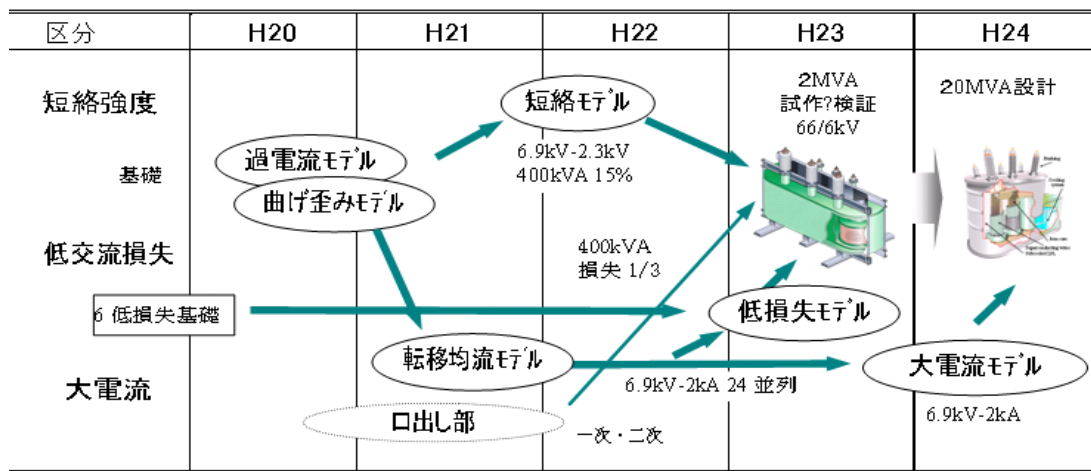 区分 H20 H21 H22 H23 H24
短絡強度
短絡ﾓﾃﾞﾙ
2MVA
試作?検証
66/6kV
20MVA設計
基礎
過電流ﾓﾃﾞﾙ
曲げ歪みﾓﾃﾞﾙ
6.9kV-2.3kV
400kVA 15%
低交流損失
400kVA
損失 1/3
6 低損失基礎
低損失ﾓﾃﾞﾙ
大電流
転移均流ﾓﾃﾞﾙ
6.9kV-2kA 24 並列
大電流ﾓﾃﾞﾙ
6.9kV-2kA
口出し部
一次・二次